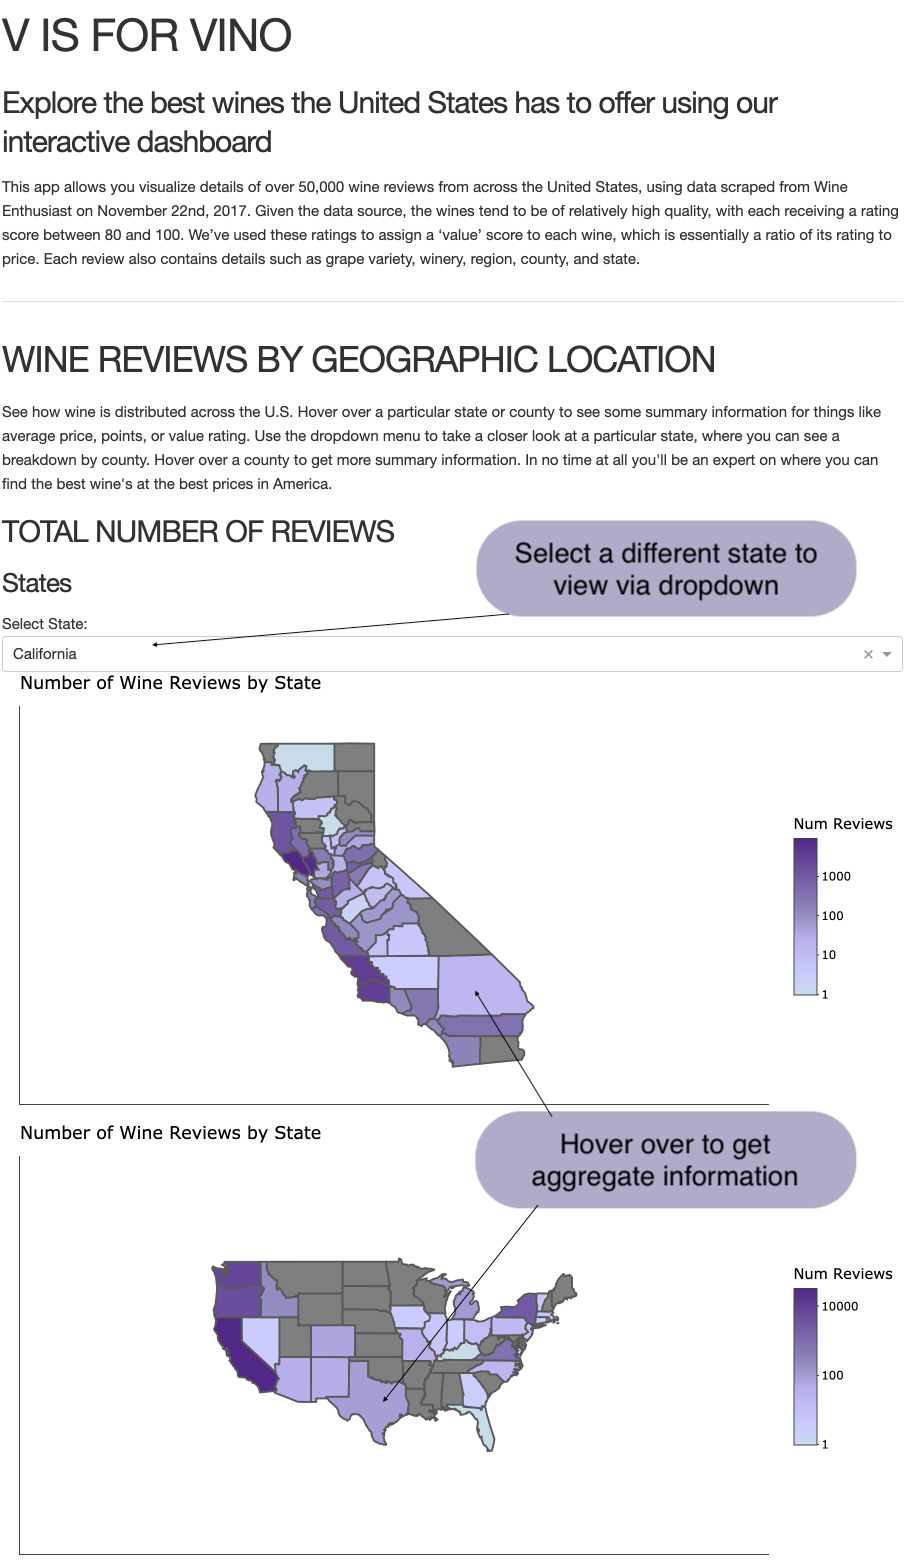 V IS FOR VINO
Explore the best wines the United States has to offer using our
interactive dashboard
This app allows you visualize details of over 50,000 wine reviews from across the United States, using data scraped from Wine
Enthusiast on November 22nd, 2017. Given the data source, the wines tend to be of relatively high quality, with each receiving a rating
score between 80 and 100. We’ve used these ratings to assign a ‘value’ score to each wine, which is essentially a ratio of its rating to
price. Each review also contains details such as grape variety, winery, region, county, and state.
WINE REVIEWS BY GEOGRAPHIC LOCATION
See how wine is distributed across the U.S. Hover over a particular state or county to see some summary information for things like
average price, points, or value rating. Use the dropdown menu to take a closer look at a particular state, where you can see a
breakdown by county. Hover over a county to get more summary information. In no time at all you'll be an expert on where you can
find the best wine's at the best prices in America.
TOTAL NUMBER OF REVIEWS
Select a different state to
view via dropdown
States
Select State:
California
Number of Wine Reviews by State
Num Reviews
1000
100
10
1
Hover over to get
aggregate information
Number of Wine Reviews by State
Num Reviews
10000
100
1